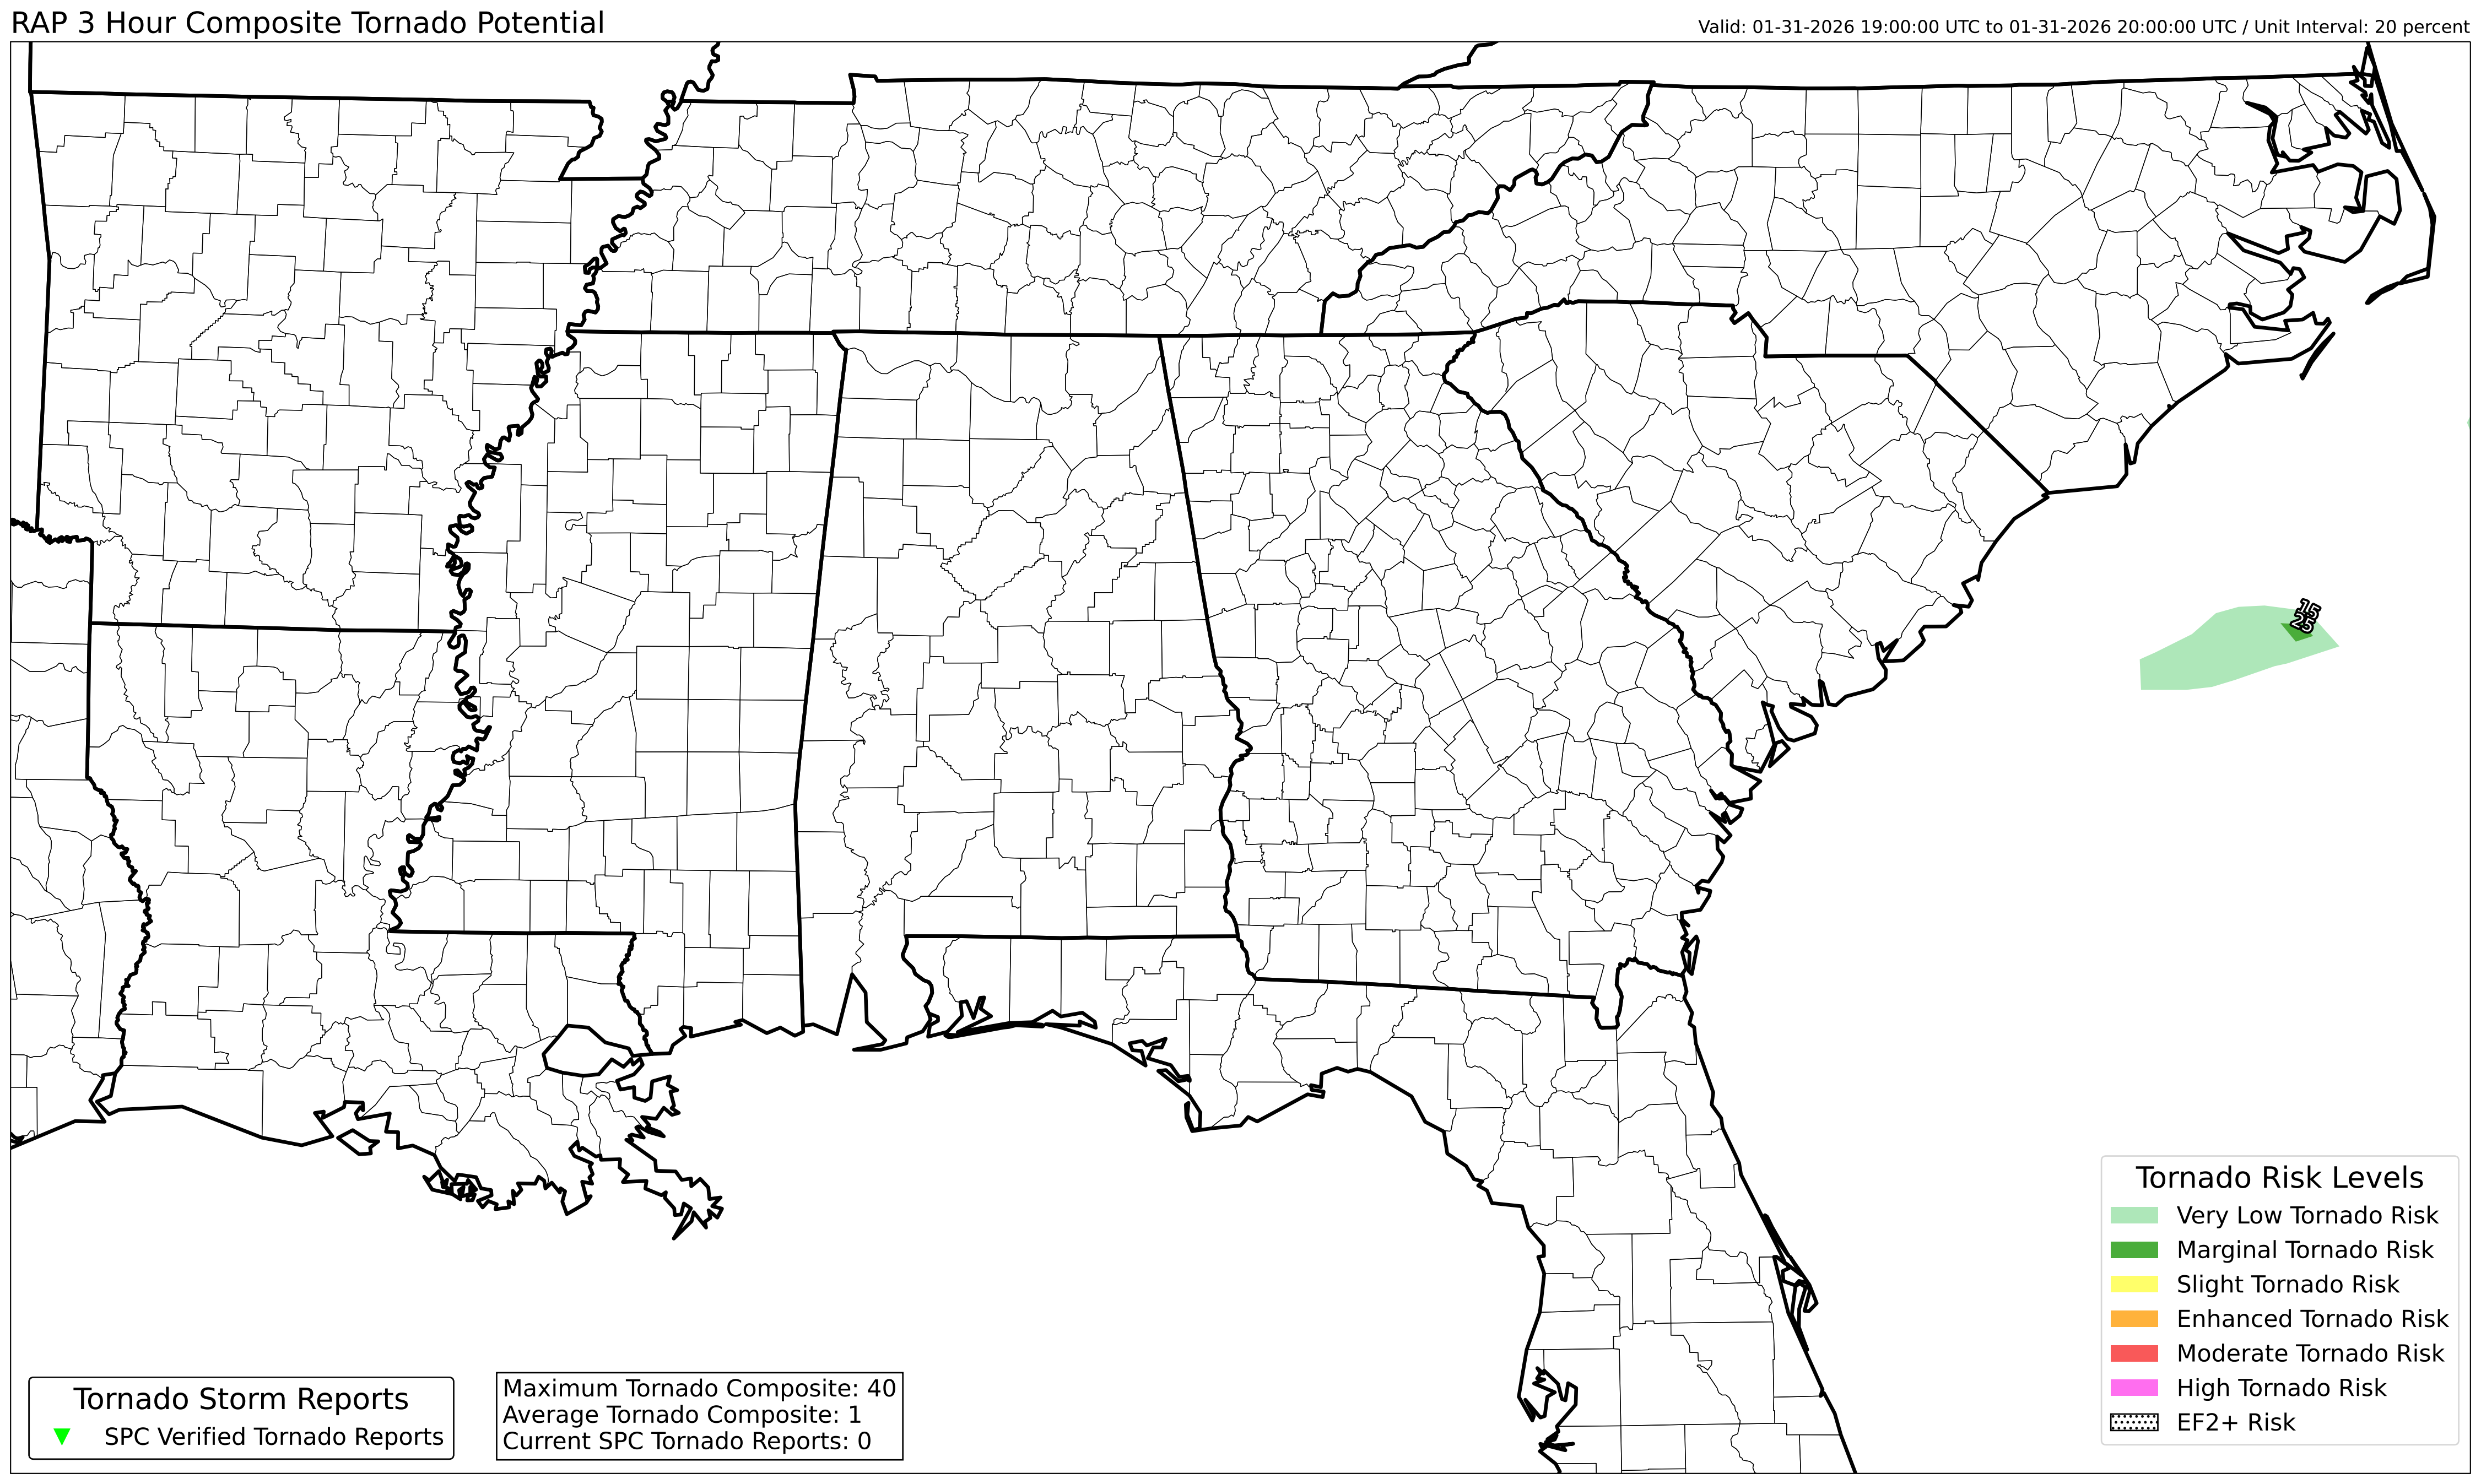 RAP 3 Hour Composite Tornado Potential
Valid: 01-31-2026 19:00:00 UTC to 01-31-2026 20:00:00 UTC / Unit Interval: 20 percent
15
25
Tornado Risk Levels
Very Low Tornado Risk
Marginal Tornado Risk
Slight Tornado Risk
Enhanced Tornado Risk
Moderate Tornado Risk
High Tornado Risk
EF2+ Risk
Tornado Storm Reports
SPC Verified Tornado Reports
Maximum Tornado Composite: 40
Average Tornado Composite: 1
Current SPC Tornado Reports: 0